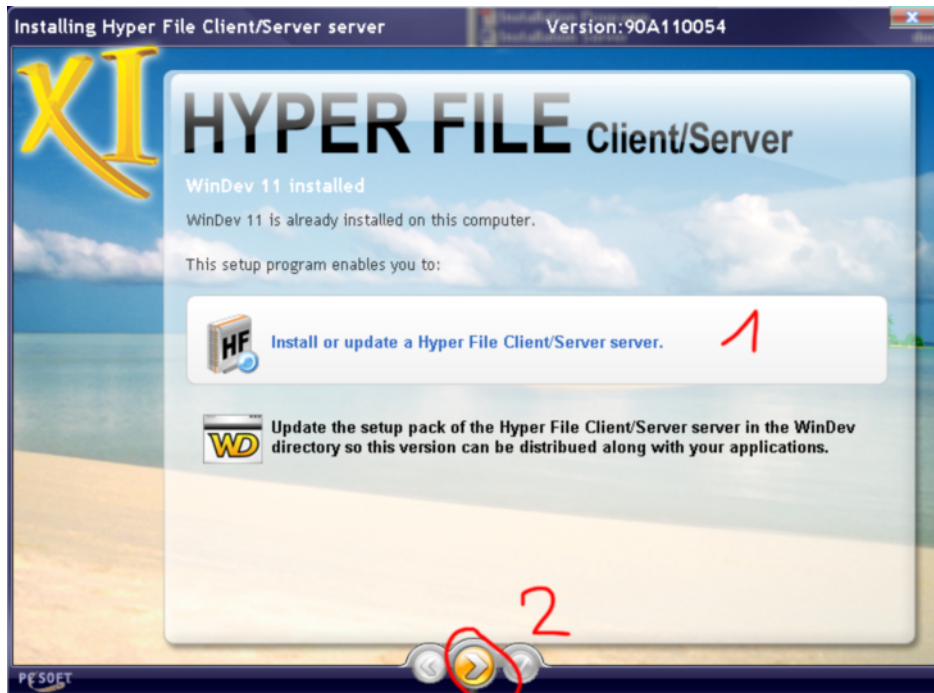 Installing Hyper File Client/Server server
Version:90A110054
XI
HYPER FILE Client/Server
WinDev 11 installed
WinDev 11 is already installed on this computer.
This setup program enables you to:
HF
Install or update a Hyper File Client/Server server.
1
WD
Update the setup pack of the Hyper File Client/Server server in the WinDev
directory so this version can be distribued along with your applications.
2
PC SOFT